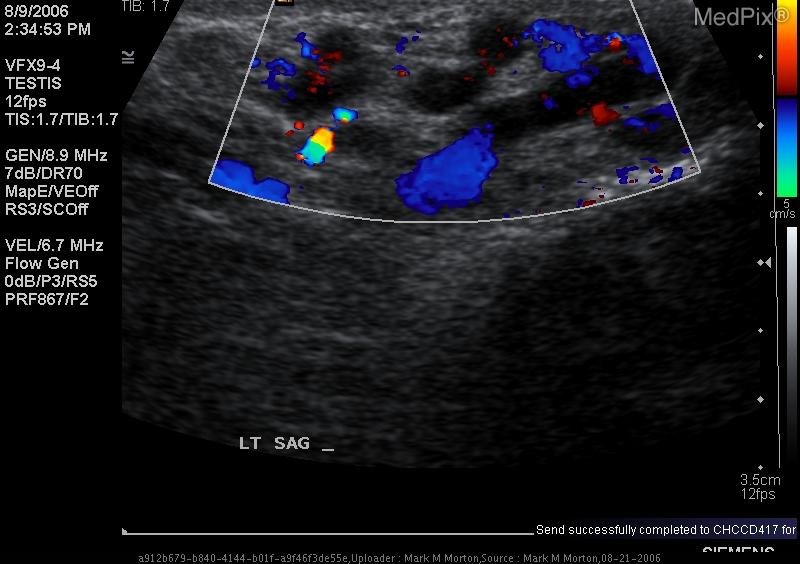 8/9/2006
2:34:53 PM
TIB: 1.7
MedPix®
VFX9-4
TESTIS
12fps
TIS:1.7/TIB:1.7
GEN/8.9 MHz
7dB/DR70
MapE/VEOff
RS3/SCOff
VEL/6.7 MHz
Flow Gen
0dB/P3/RS5
PRF867/F2
5
cm/s
LT SAG _
3.5cm
12fps
Send successfully completed to CHCCD417 for
SIEMENS
a912b679-b840-4144-b01f-a9f46f3de55e,Uploader : Mark M Morton,Source : Mark M Morton,08-21-2006